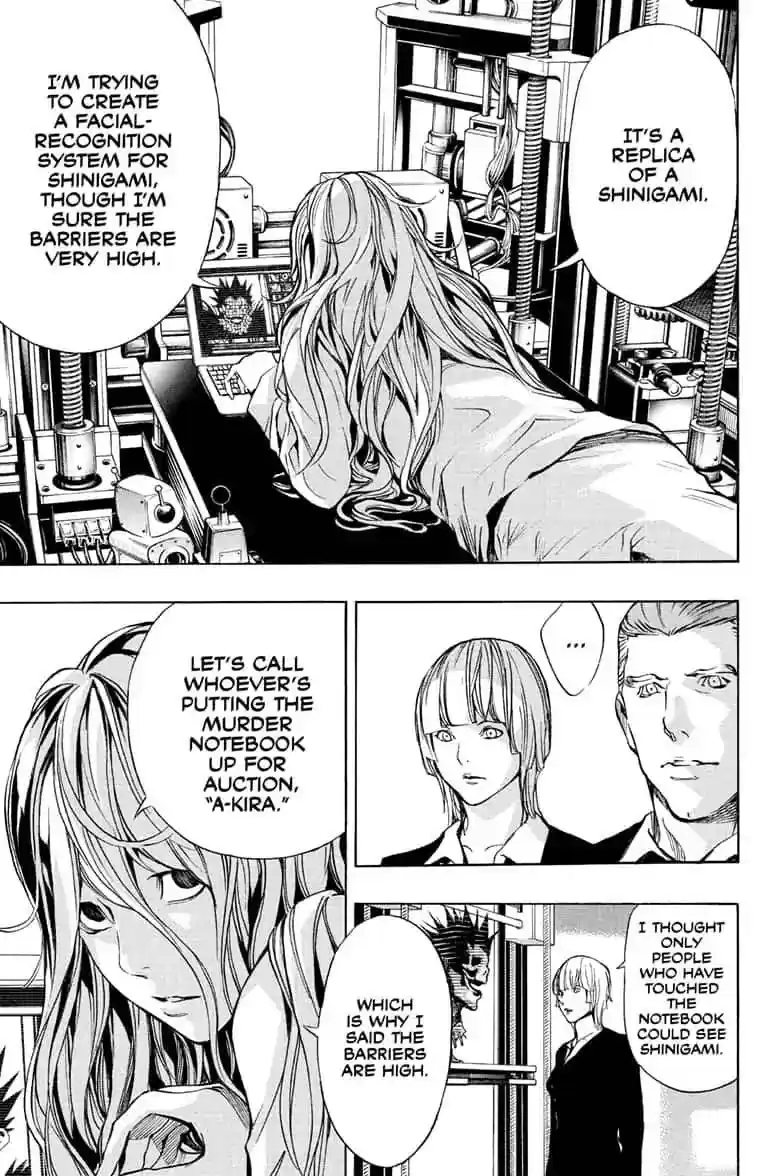 IT'S A
REPLICA
OF A
SHINIGAMI.
I'M TRYING
TO CREATE
A FACIAL-
RECOGNITION
SYSTEM FOR
SHINIGAMI,
THOUGH I'M
SURE THE
BARRIERS ARE
VERY HIGH.
...
LET'S CALL
WHOEVER'S
PUTTING THE
MURDER
NOTEBOOK
UP FOR
AUCTION,
"A-KIRA."
I THOUGHT
ONLY
PEOPLE
WHO HAVE
TOUCHED
THE
NOTEBOOK
COULD SEE
SHINIGAMI.
WHICH
IS WHY I
SAID THE
BARRIERS
ARE HIGH.